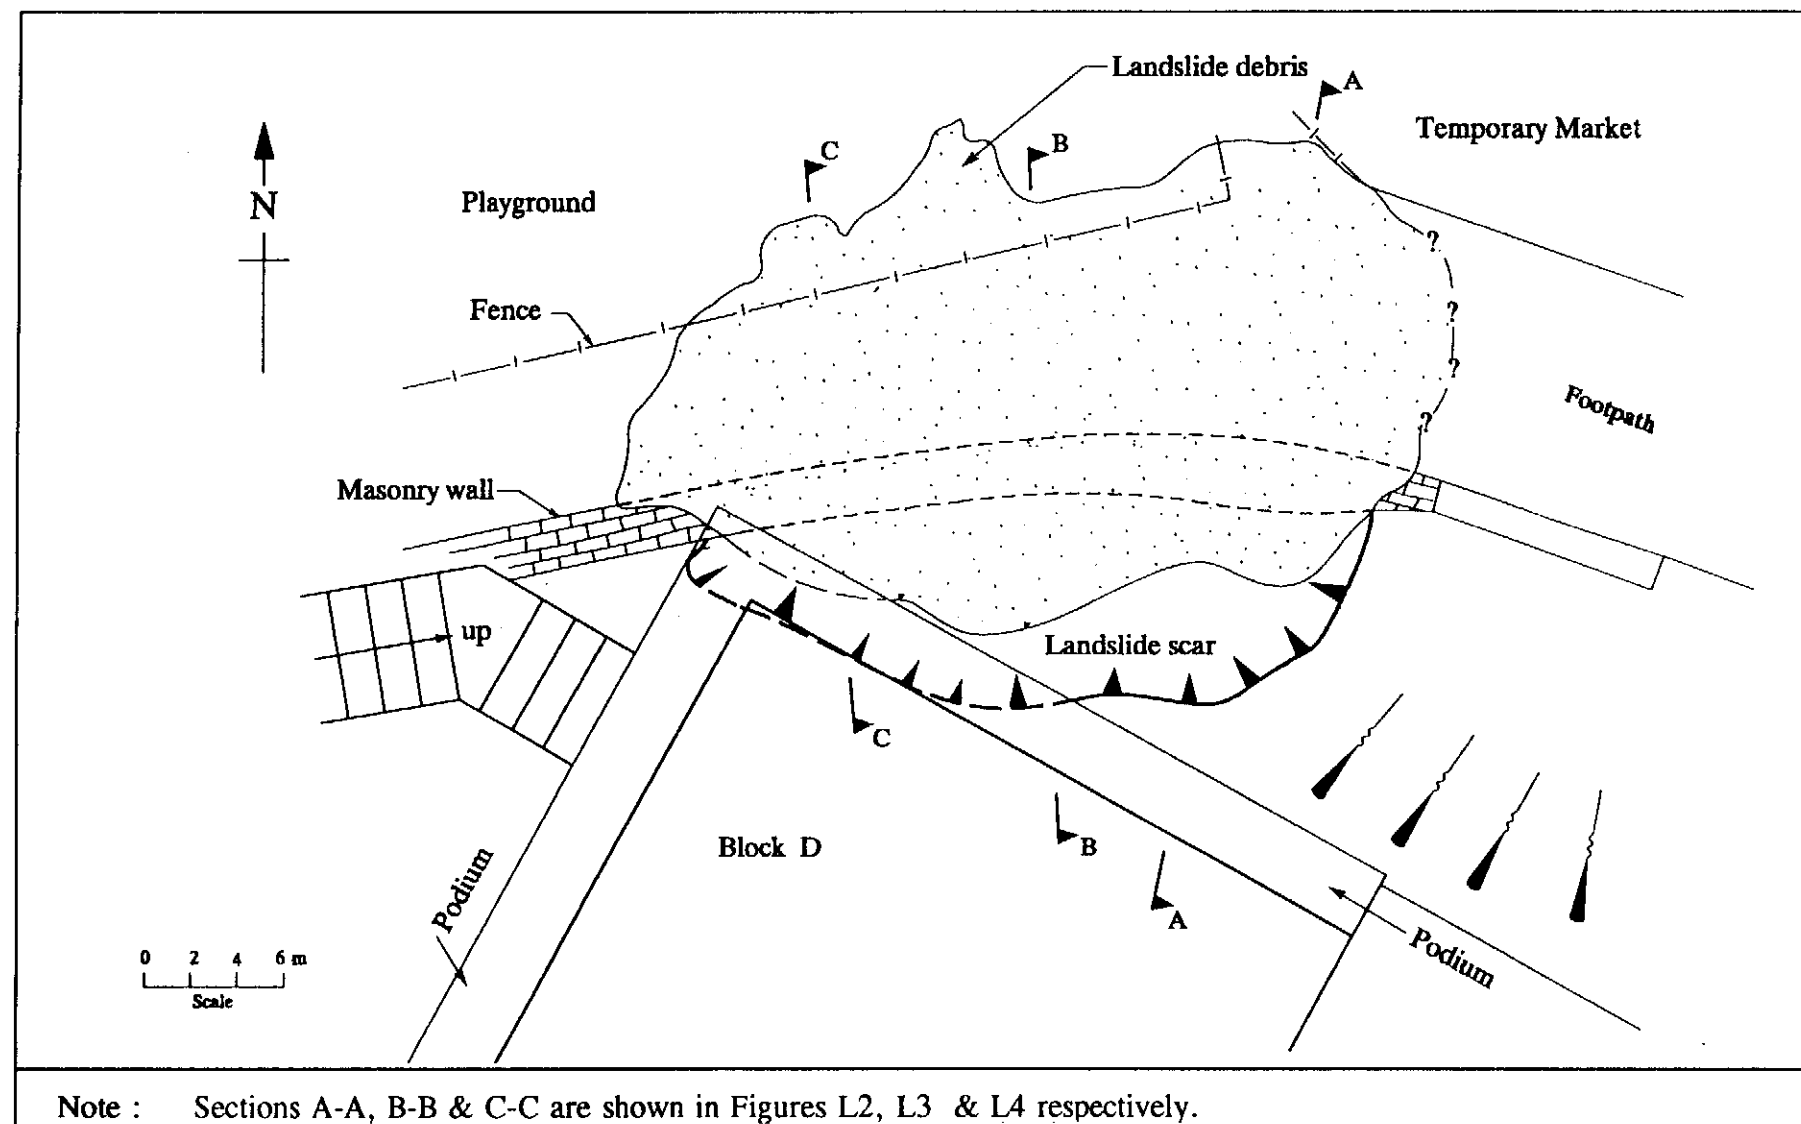 Landslide debris
A
Temporary Market
C
B
N
Playground
?
Fence
?
?
Footpath
?
Masonry wall
up
Landslide scar
C
Block D
B
Podium
A
Podium
0 2 4 6 m
Scale
Note : Sections A-A, B-B & C-C are shown in Figures L2, L3 & L4 respectively.